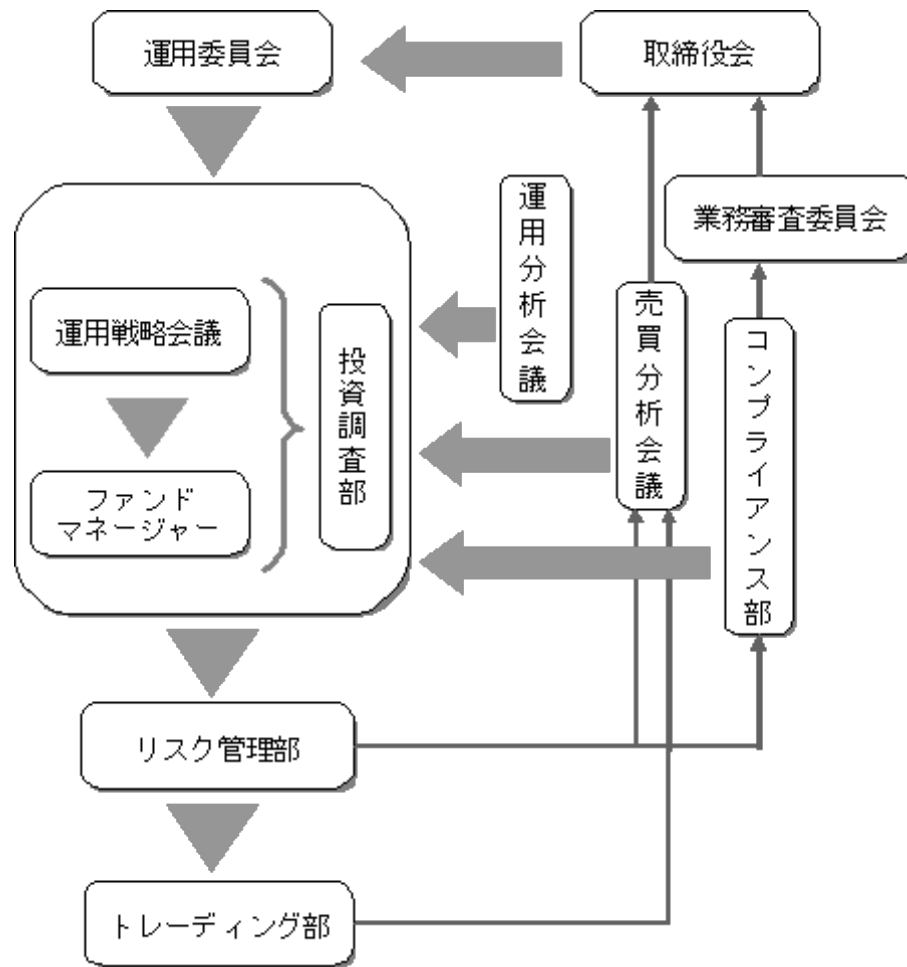 運用委員会
取締役会
運用分析会議
業務審査委員会
運用戦略会議
投資調査部
売買分析会議
コンプライアンス部
ファンド
マネージャー
リスク管理部
トレーディング部